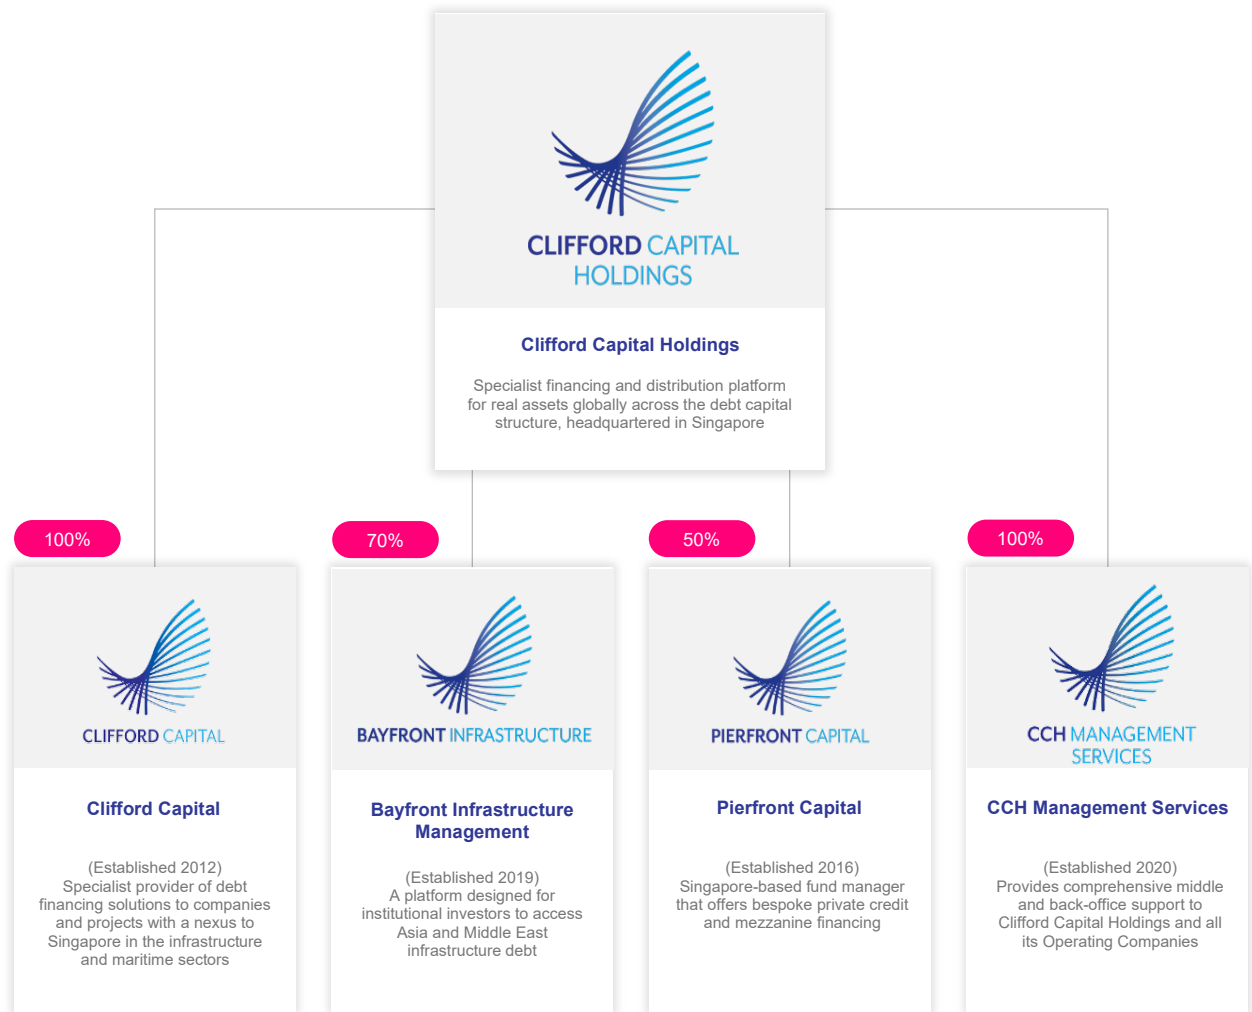 CLIFFORD CAPITAL
HOLDINGS
Clifford Capital Holdings
Specialist financing and distribution platform
for real assets globally across the debt capital
structure, headquartered in Singapore
100%
CLIFFORD CAPITAL
Clifford Capital
(Established 2012)
Specialist provider of debt
financing solutions to companies
and projects with a nexus to
Singapore in the infrastructure
and maritime sectors
70%
BAYFRONT INFRASTRUCTURE
Bayfront Infrastructure
Management
(Established 2019)
A platform designed for
institutional investors to access
Asia and Middle East
infrastructure debt
50%
PIERFRONT CAPITAL
Pierfront Capital
(Established 2016)
Singapore-based fund manager
that offers bespoke private credit
and mezzanine financing
100%
CCH MANAGEMENT
SERVICES
CCH Management Services
(Established 2020)
Provides comprehensive middle
and back-office support to
Clifford Capital Holdings and all
its Operating Companies